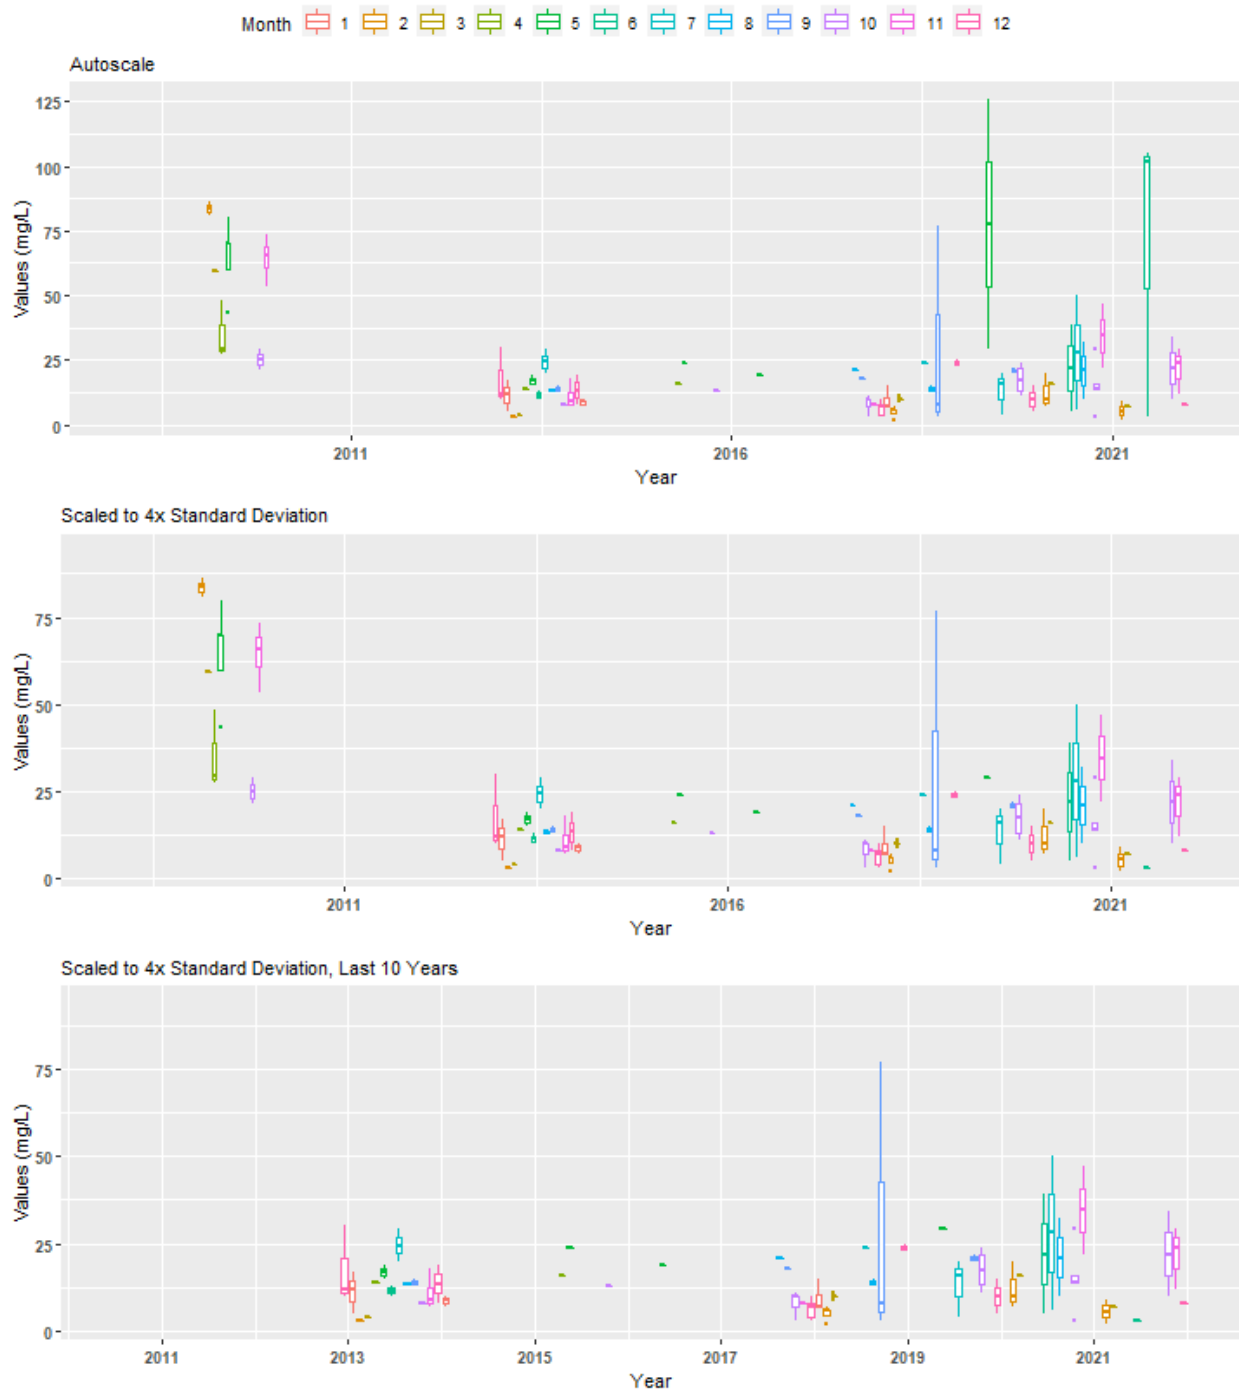 Month 1 2 3 4 5 6 7 8 9 10 11 12
Autoscale
125
100
75
50
25
0
Values (mg/L)
2011 2016 2021
Year
Scaled to 4x Standard Deviation
75
50
25
0
Values (mg/L)
2011 2016 2021
Year
Scaled to 4x Standard Deviation, Last 10 Years
75
50
25
0
Values (mg/L)
2011 2013 2015 2017 2019 2021
Year